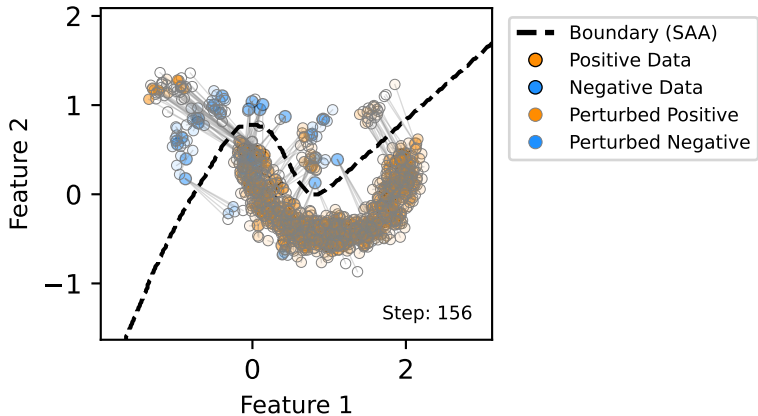 2
1
0
−1
Feature 2
0
2
Feature 1
Step: 156
Boundary (SAA)
Positive Data
Negative Data
Perturbed Positive
Perturbed Negative